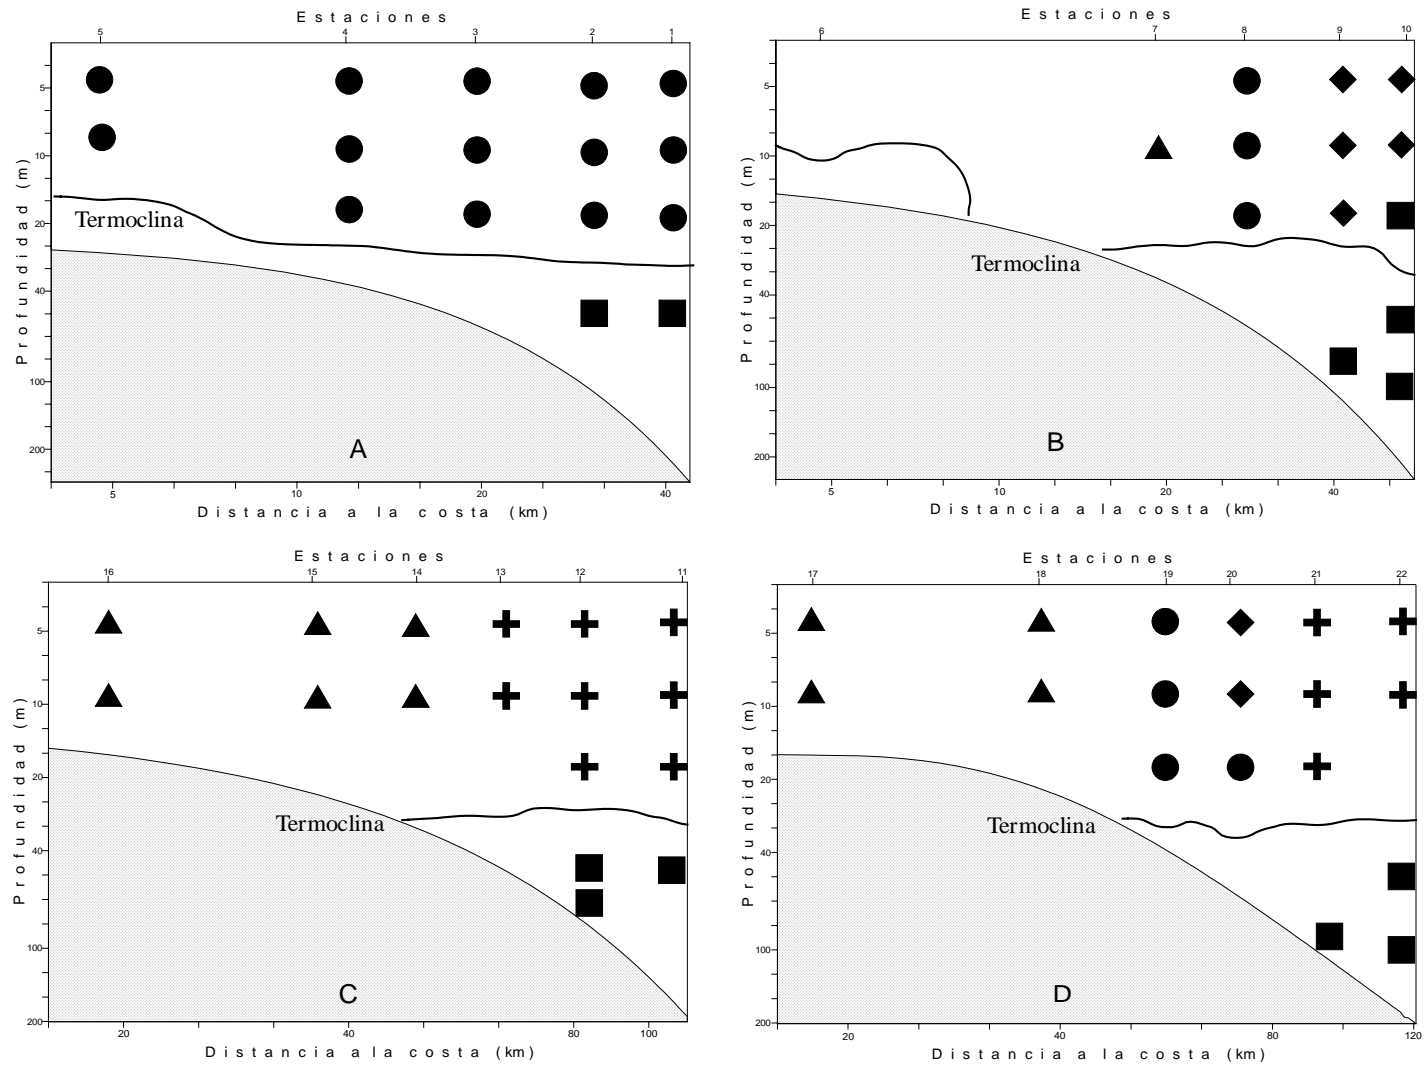 Estaciones
5 4 3 2 1
Profundidad (m)
5
10
20
40
100
200
Termoclina
A
5 10 20 40
Distancia a la costa (km)
Estaciones
6 7 8 9 10
Profundidad (m)
5
10
20
40
100
200
Termoclina
B
5 10 20 40
Distancia a la costa (km)
Estaciones
16 15 14 13 12 11
Profundidad (m)
5
10
20
40
100
200
Termoclina
C
20 40 80 100
Distancia a la costa (km)
Estaciones
17 18 19 20 21 22
Profundidad (m)
5
10
20
40
100
200
Termoclina
D
20 40 80 120
Distancia a la costa (km)